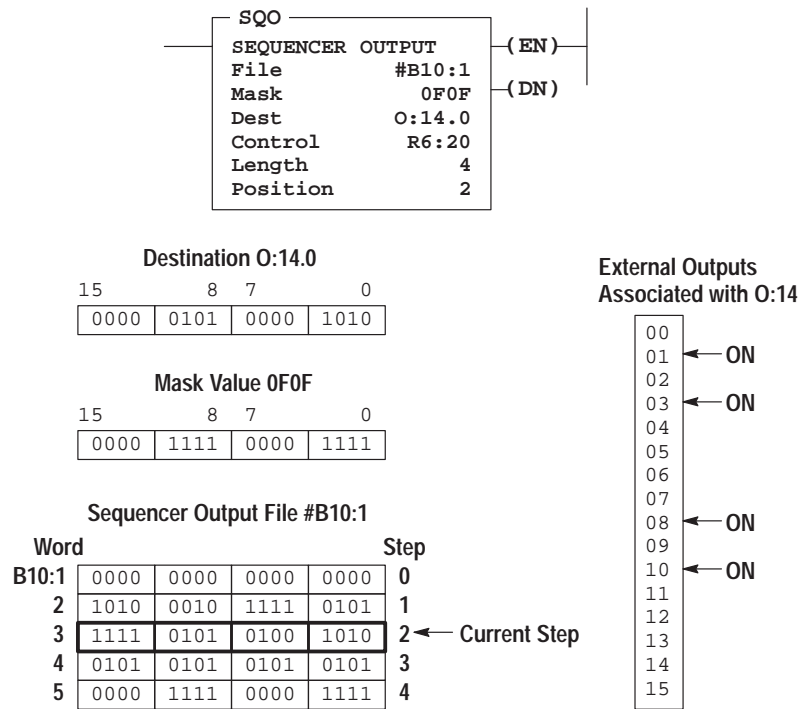 SQO
SEQUENCER OUTPUT
File #B10:1
Mask 0F0F
Dest O:14.0
Control R6:20
Length 4
Position 2
(EN)
(DN)
Destination O:14.0
15 8 7 0
0000 0101 0000 1010
Mask Value 0F0F
15 8 7 0
0000 1111 0000 1111
Sequencer Output File #B10:1
Word Step
B10:1 0000 0000 0000 0000 0
2 1010 0010 1111 0101 1
3 1111 0101 0100 1010 2 Current Step
4 0101 0101 0101 0101 3
5 0000 1111 0000 1111 4
External Outputs
Associated with O:14
00
01 ON
02
03 ON
04
05
06
07
08 ON
09
10 ON
11
12
13
14
15